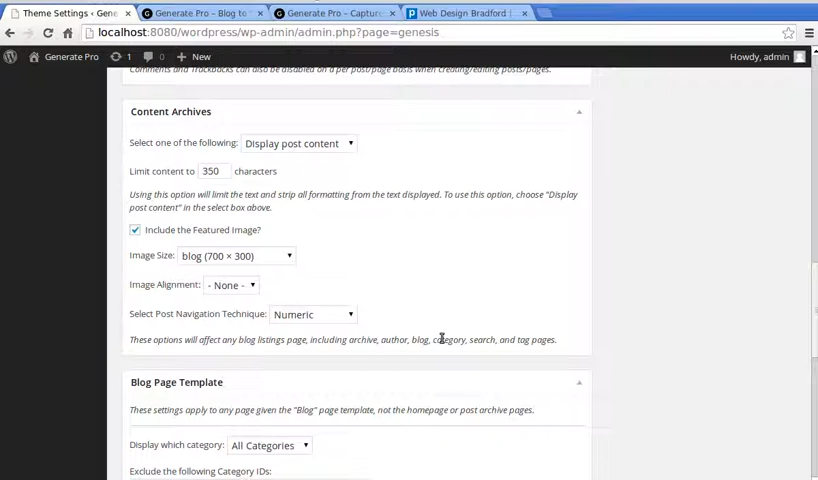 Theme Settings ‹ Gene
Generate Pro – Blog to
Generate Pro – Captur
Web Design Bradford
localhost:8080/wordpress/wp-admin/admin.php?page=genesis
Generate Pro
1
0
New
Howdy, admin
Comments and Trackbacks can also be disabled on a per post/page basis when creating/editing posts/pages.
Content Archives
Select one of the following: Display post content
Limit content to 350 characters
Using this option will limit the text and strip all formatting from the text displayed. To use this option, choose "Display
post content" in the select box above.
Include the Featured Image?
Image Size: blog (700 × 300)
Image Alignment: - None -
Select Post Navigation Technique: Numeric
These options will affect any blog listings page, including archive, author, blog, category, search, and tag pages.
Blog Page Template
These settings apply to any page given the "Blog" page template, not the homepage or post archive pages.
Display which category: All Categories
Exclude the following Category IDs: